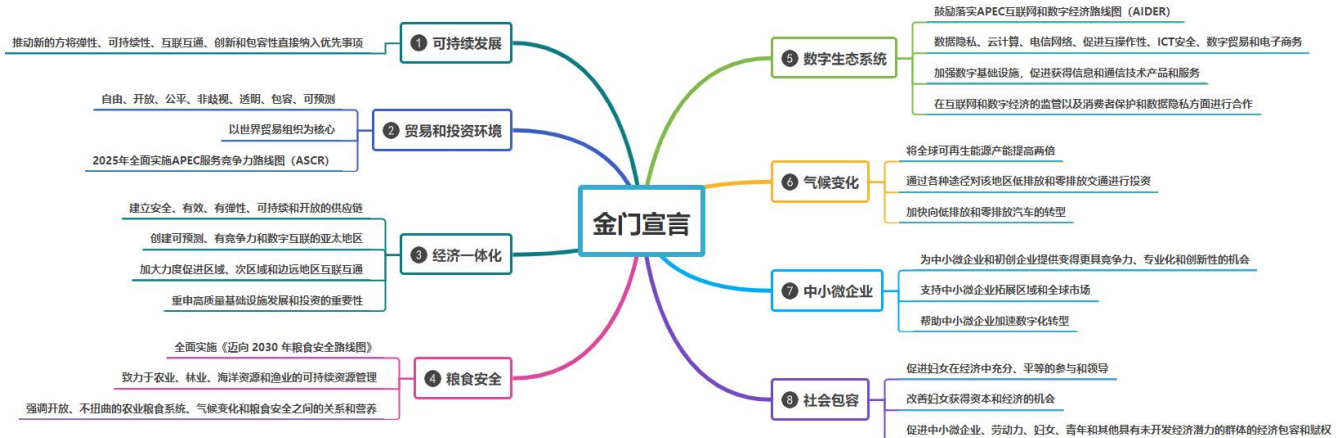 金门宣言
1 可持续发展
推动新的方将弹性、可持续性、互联互通、创新和包容性直接纳入优先事项
2 贸易和投资环境
自由、开放、公平、非歧视、透明、包容、可预测
以世界贸易组织为核心
2025年全面实施APEC服务竞争力路线图（ASCR）
3 经济一体化
建立安全、有效、有弹性、可持续和开放的供应链
创建可预测、有竞争力和数字互联的亚太地区
加大力度促进区域、次区域和边远地区互联互通
重申高质量基础设施发展和投资的重要性
4 粮食安全
全面实施《迈向 2030 年粮食安全路线图》
致力于农业、林业、海洋资源和渔业的可持续资源管理
强调开放、不扭曲的农业粮食系统、气候变化和粮食安全之间的关系和营养
5 数字生态系统
鼓励落实APEC互联网和数字经济路线图（AIDER）
数据隐私、云计算、电信网络、促进互操作性、ICT安全、数字贸易和电子商务
加强数字基础设施，促进获得信息和通信技术产品和服务
在互联网和数字经济的监管以及消费者保护和数据隐私方面进行合作
6 气候变化
将全球可再生能源产能提高两倍
通过各种途径对该地区低排放和零排放交通进行投资
加快向低排放和零排放汽车的转型
7 中小微企业
为中小微企业和初创企业提供变得更具竞争力、专业化和创新性的机会
支持中小微企业拓展区域和全球市场
帮助中小微企业加速数字化转型
8 社会包容
促进妇女在经济中充分、平等的参与和领导
改善妇女获得资本和经济的机会
促进中小微企业、劳动力、妇女、青年和其他具有未开发经济潜力的群体的经济包容和赋权